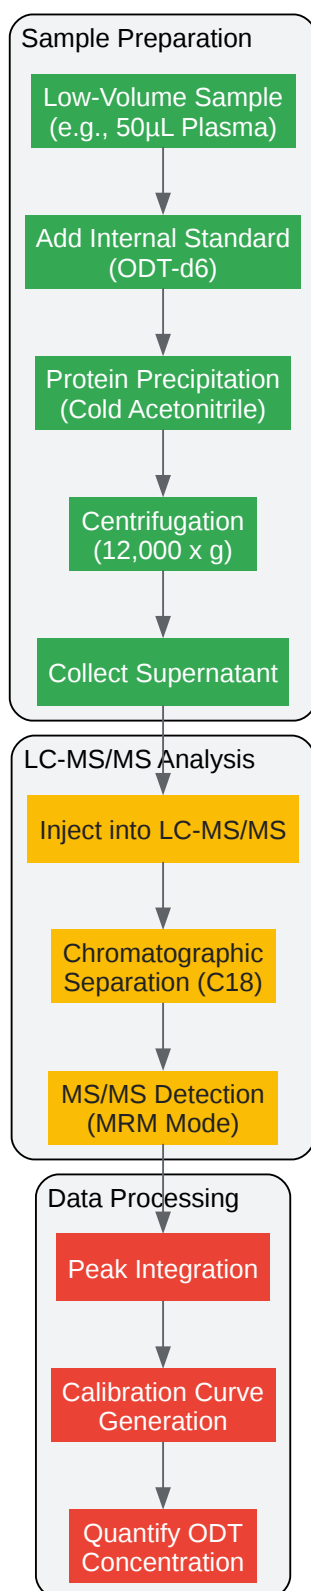 Sample Preparation
Low-Volume Sample
(e.g., 50µL Plasma)
Add Internal Standard
(ODT-d6)
Protein Precipitation
(Cold Acetonitrile)
Centrifugation
(12,000 x g)
Collect Supernatant
LC-MS/MS Analysis
Inject into LC-MS/MS
Chromatographic
Separation (C18)
MS/MS Detection
(MRM Mode)
Data Processing
Peak Integration
Calibration Curve
Generation
Quantify ODT
Concentration